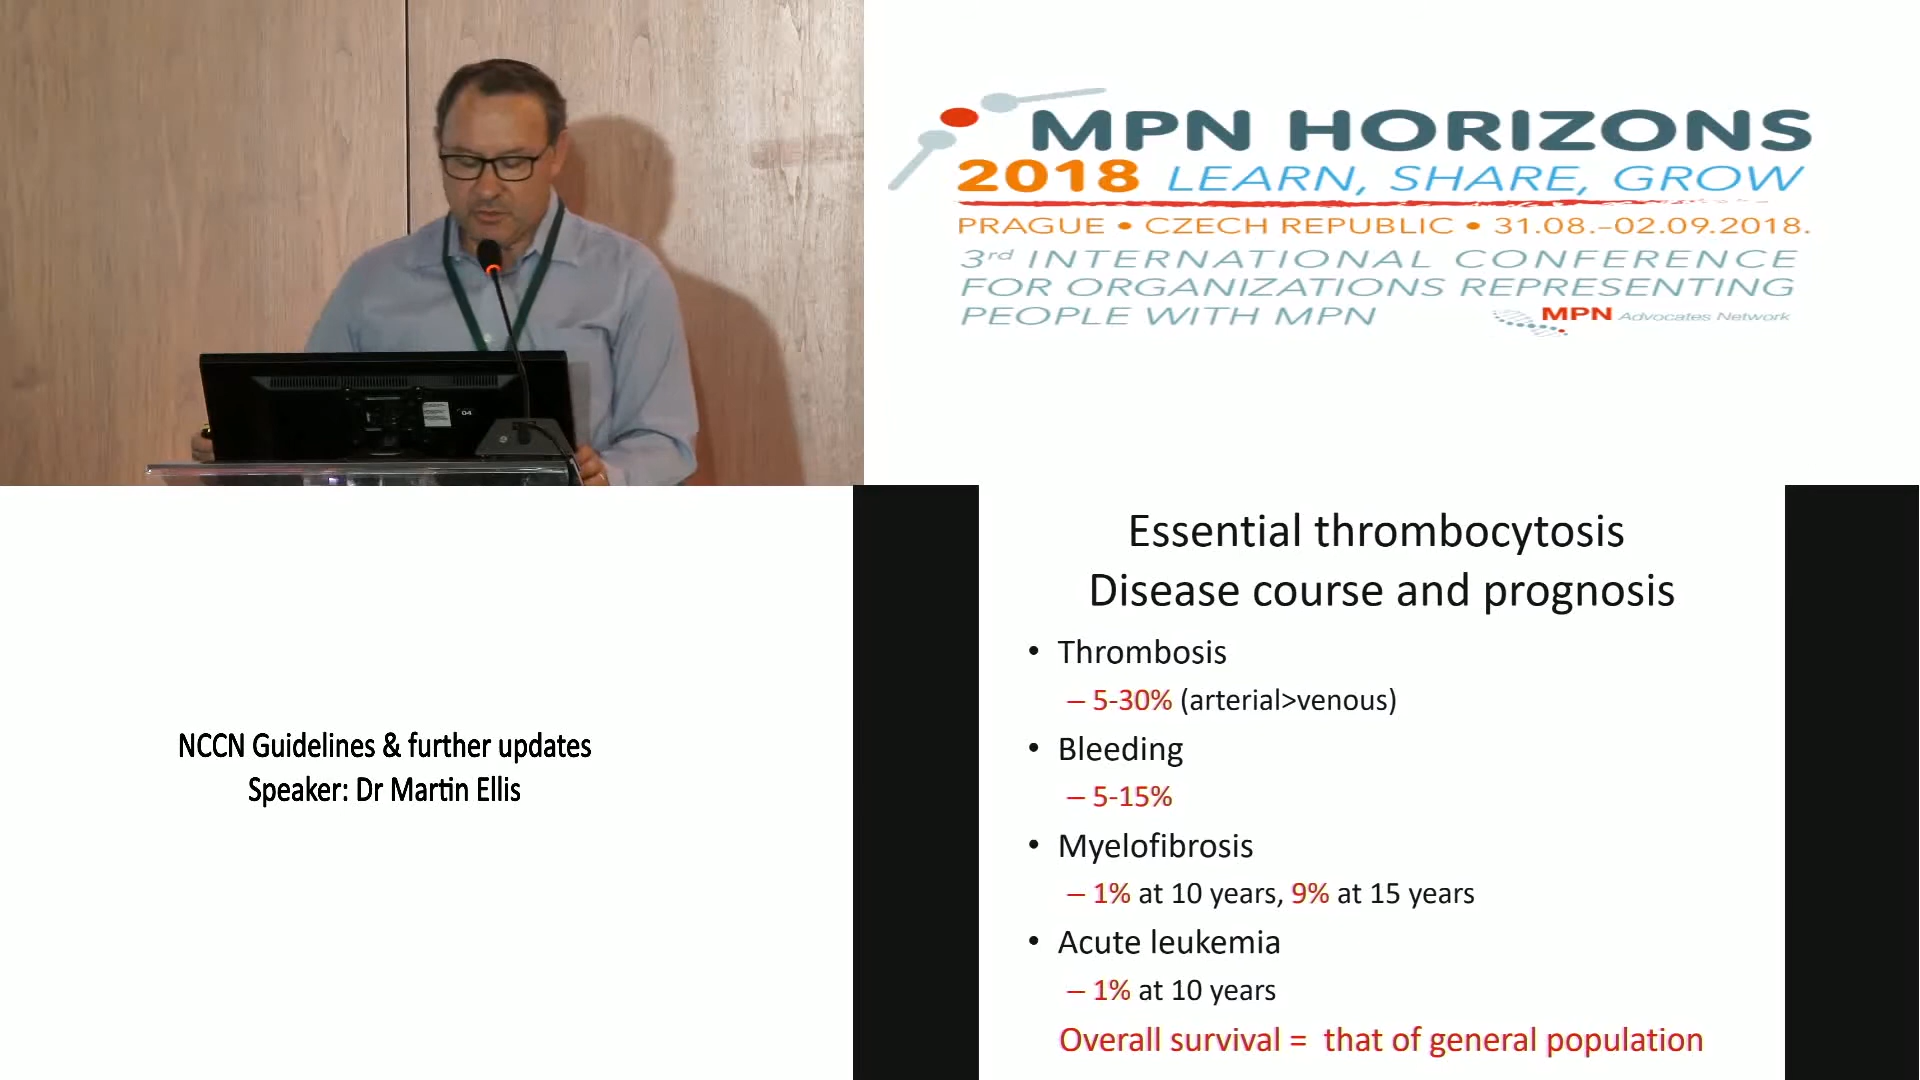 MPN HORIZONS
2018 LEARN, SHARE, GROW
PRAGUE • CZECH REPUBLIC • 31.08.-02.09.2018.
3rd INTERNATIONAL CONFERENCE
FOR ORGANIZATIONS REPRESENTING
PEOPLE WITH MPN
MPN Advocates Network
04
NCCN Guidelines & further updates
Speaker: Dr Martin Ellis
Essential thrombocytosis
Disease course and prognosis
• Thrombosis
– 5-30% (arterial>venous)
• Bleeding
– 5-15%
• Myelofibrosis
– 1% at 10 years, 9% at 15 years
• Acute leukemia
– 1% at 10 years
Overall survival = that of general population